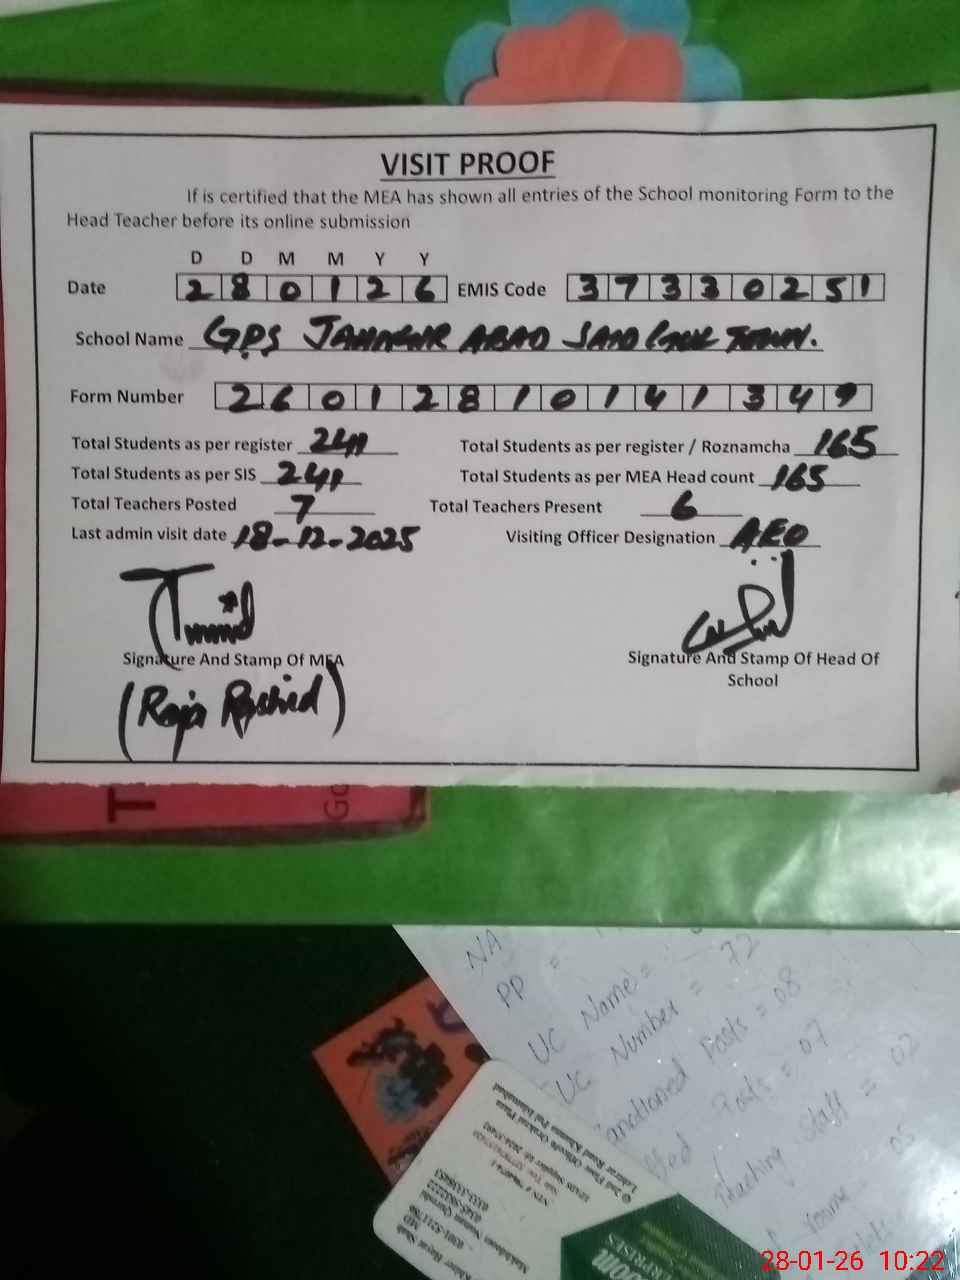 VISIT PROOF
If is certified that the MEA has shown all entries of the School monitoring Form to the
Head Teacher before its online submission
D D M M Y Y
Date 2 8 0 1 2 6 EMIS Code 3 7 3 3 0 2 5 1
School Name GPS JAHANGIR ABAD SAID TOWN.
Form Number 2 6 0 1 2 8 1 0 1 4 1 3 4 9
Total Students as per register 241 Total Students as per register / Roznamcha 165
Total Students as per SIS 241 Total Students as per MEA Head count 165
Total Teachers Posted 7 Total Teachers Present 6
Last admin visit date 18-12-2025 Visiting Officer Designation AEO
Signature And Stamp Of MEA Signature And Stamp Of Head Of
School
(Raja Rashid)
T
Go
NA
PP =
UC Name =
UC Number = 72
Posts = 08
Posts = 07
Teaching Staff = 02
05
28-01-26 10:22